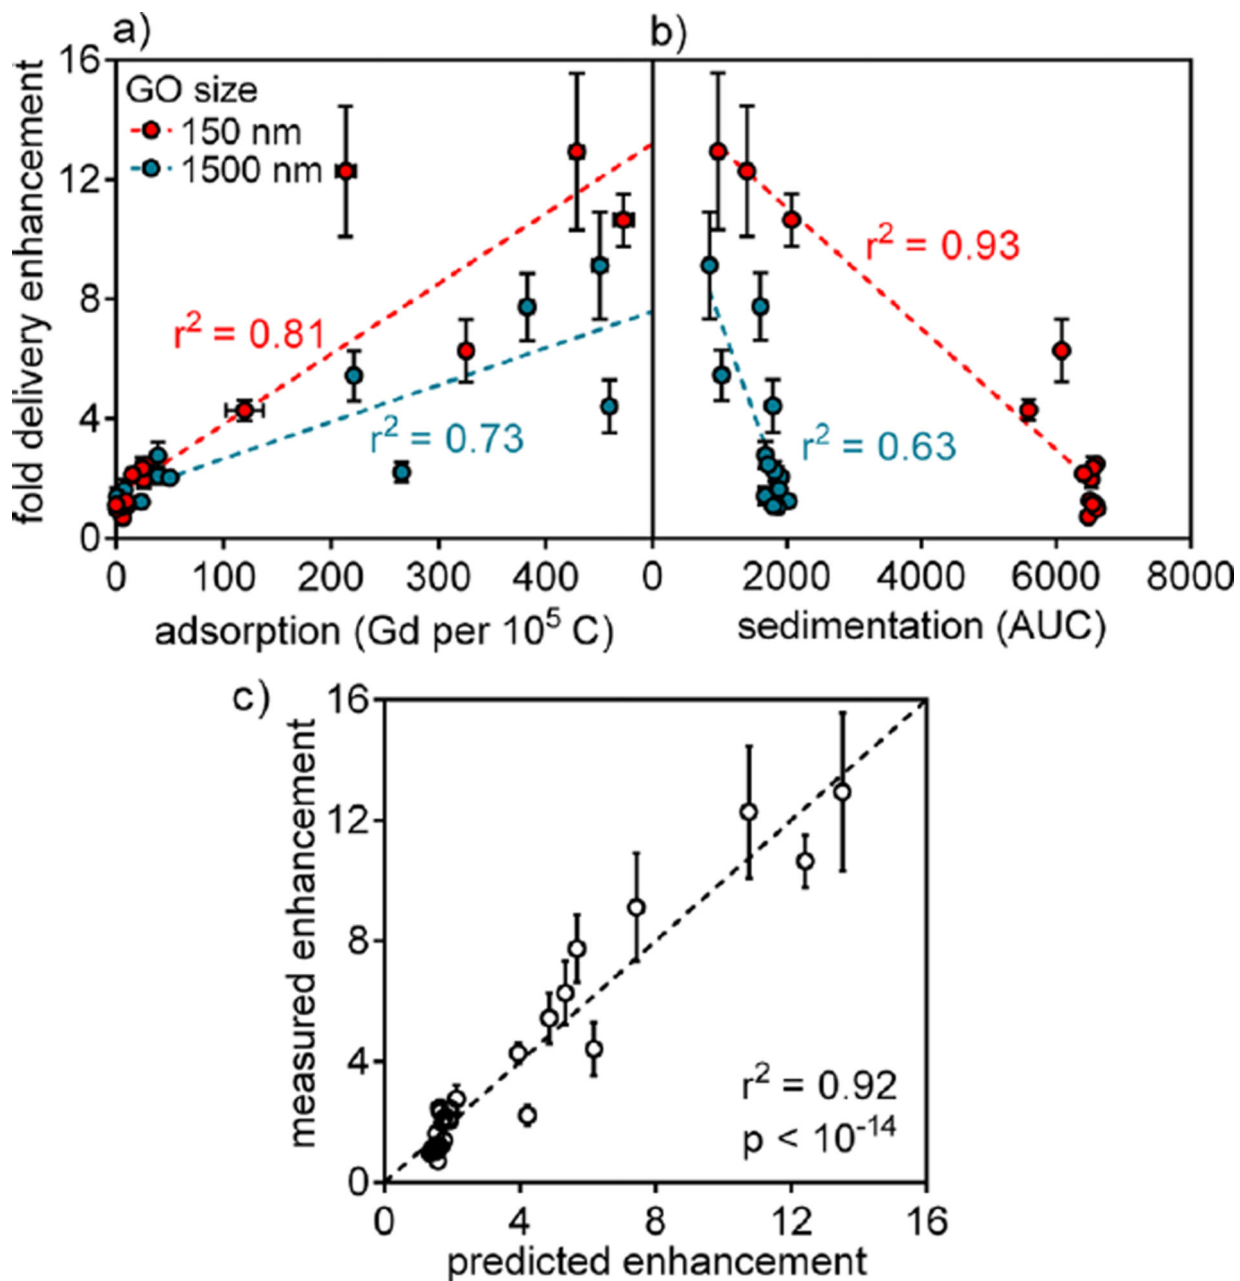 a)
b)
fold delivery enhancement
16
12
8
4
0
GO size
150 nm
1500 nm
r² = 0.81
r² = 0.73
r² = 0.93
r² = 0.63
0 100 200 300 400
0 2000 4000 6000 8000
adsorption (Gd per 10⁵ C)
sedimentation (AUC)
c)
measured enhancement
16
12
8
4
0
r² = 0.92
p < 10⁻¹⁴
0 4 8 12 16
predicted enhancement